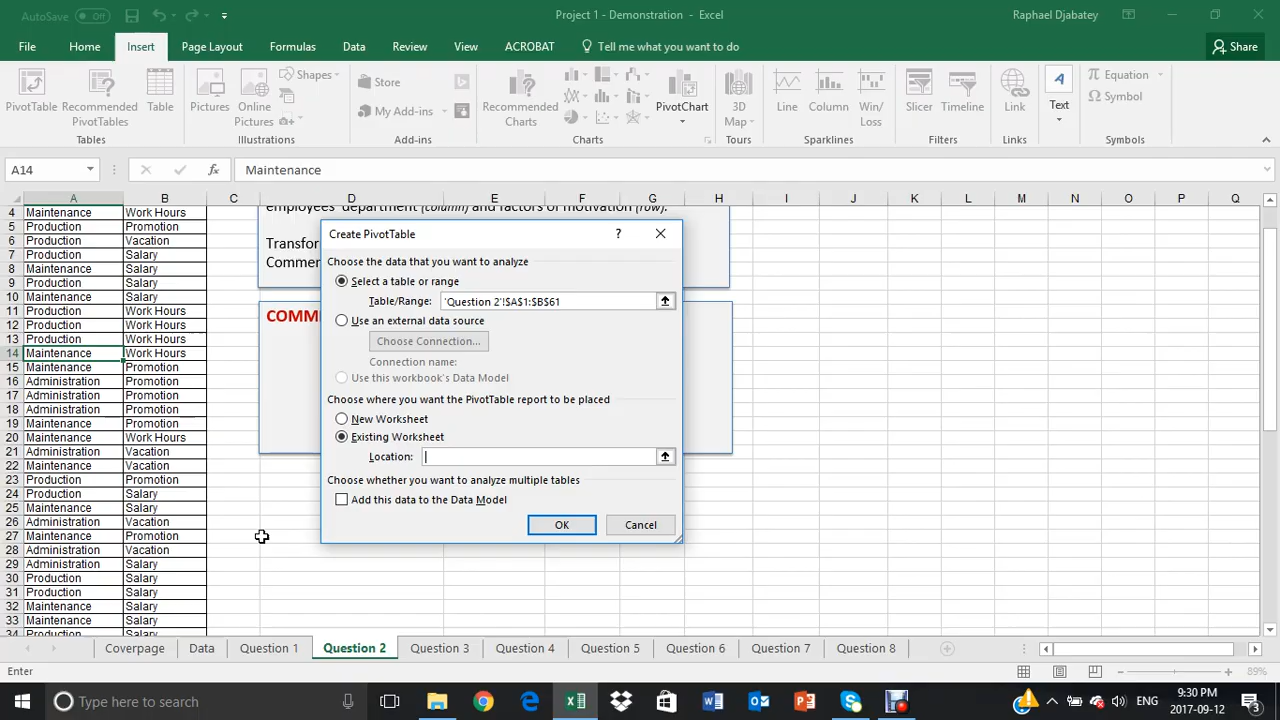 AutoSave Off
Project 1 - Demonstration - Excel
Raphael Djabatey
File Home Insert Page Layout Formulas Data Review View ACROBAT Tell me what you want to do Share
PivotTable
Recommended PivotTables
Table
Tables
Pictures
Online Pictures
Shapes
Illustrations
Store
My Add-ins
Add-ins
Recommended Charts
PivotChart
Charts
3D Map
Tours
Line
Column
Win/Loss
Sparklines
Slicer
Timeline
Filters
Link
Links
A
Text
Equation
Symbol
Symbols
A14 fx Maintenance
A B C D E F G H I J K L M N O P Q
4 Maintenance Work Hours
5 Production Promotion
6 Production Vacation
7 Production Salary
8 Maintenance Salary
9 Production Salary
10 Maintenance Salary
11 Production Work Hours
12 Production Work Hours
13 Production Work Hours
14 Maintenance Work Hours
15 Maintenance Promotion
16 Administration Promotion
17 Administration Promotion
18 Administration Promotion
19 Maintenance Promotion
20 Maintenance Work Hours
21 Administration Vacation
22 Maintenance Vacation
23 Production Promotion
24 Production Salary
25 Maintenance Salary
26 Administration Vacation
27 Maintenance Promotion
28 Administration Vacation
29 Administration Salary
30 Production Salary
31 Production Salary
32 Maintenance Salary
33 Maintenance Salary
34 Production Salary
employees' department (column) and factors of motivation (row).
Transfor
Commer
COMM
Create PivotTable ?
Choose the data that you want to analyze
Select a table or range
Table/Range: 'Question 2'!$A$1:$B$61
Use an external data source
Choose Connection...
Connection name:
Use this workbook's Data Model
Choose where you want the PivotTable report to be placed
New Worksheet
Existing Worksheet
Location:
Choose whether you want to analyze multiple tables
Add this data to the Data Model
OK Cancel
Coverpage Data Question 1 Question 2 Question 3 Question 4 Question 5 Question 6 Question 7 Question 8
Enter
89%
Type here to search
ENG
9:30 PM
2017-09-12
3